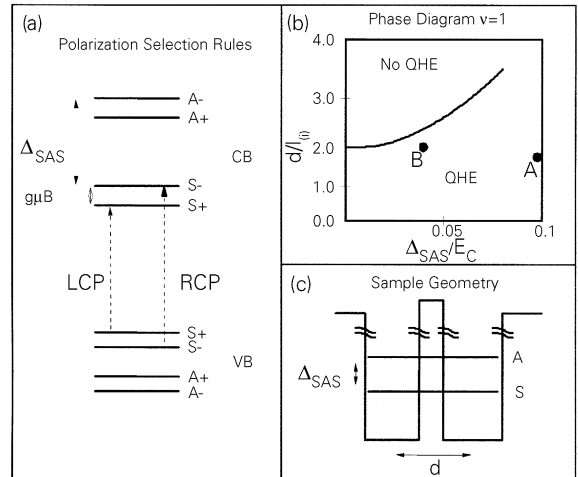 (a)
Polarization Selection Rules
A-
A+
Δ_SAS
CB
S-
gμB
S+
LCP
RCP
S+
S-
VB
A+
A-
(b)
Phase Diagram ν=1
4.0
No QHE
3.0
d/l(i)
2.0
B
A
QHE
1.0
0.0
0.05
0.1
Δ_SAS/E_C
(c)
Sample Geometry
A
Δ_SAS
S
d